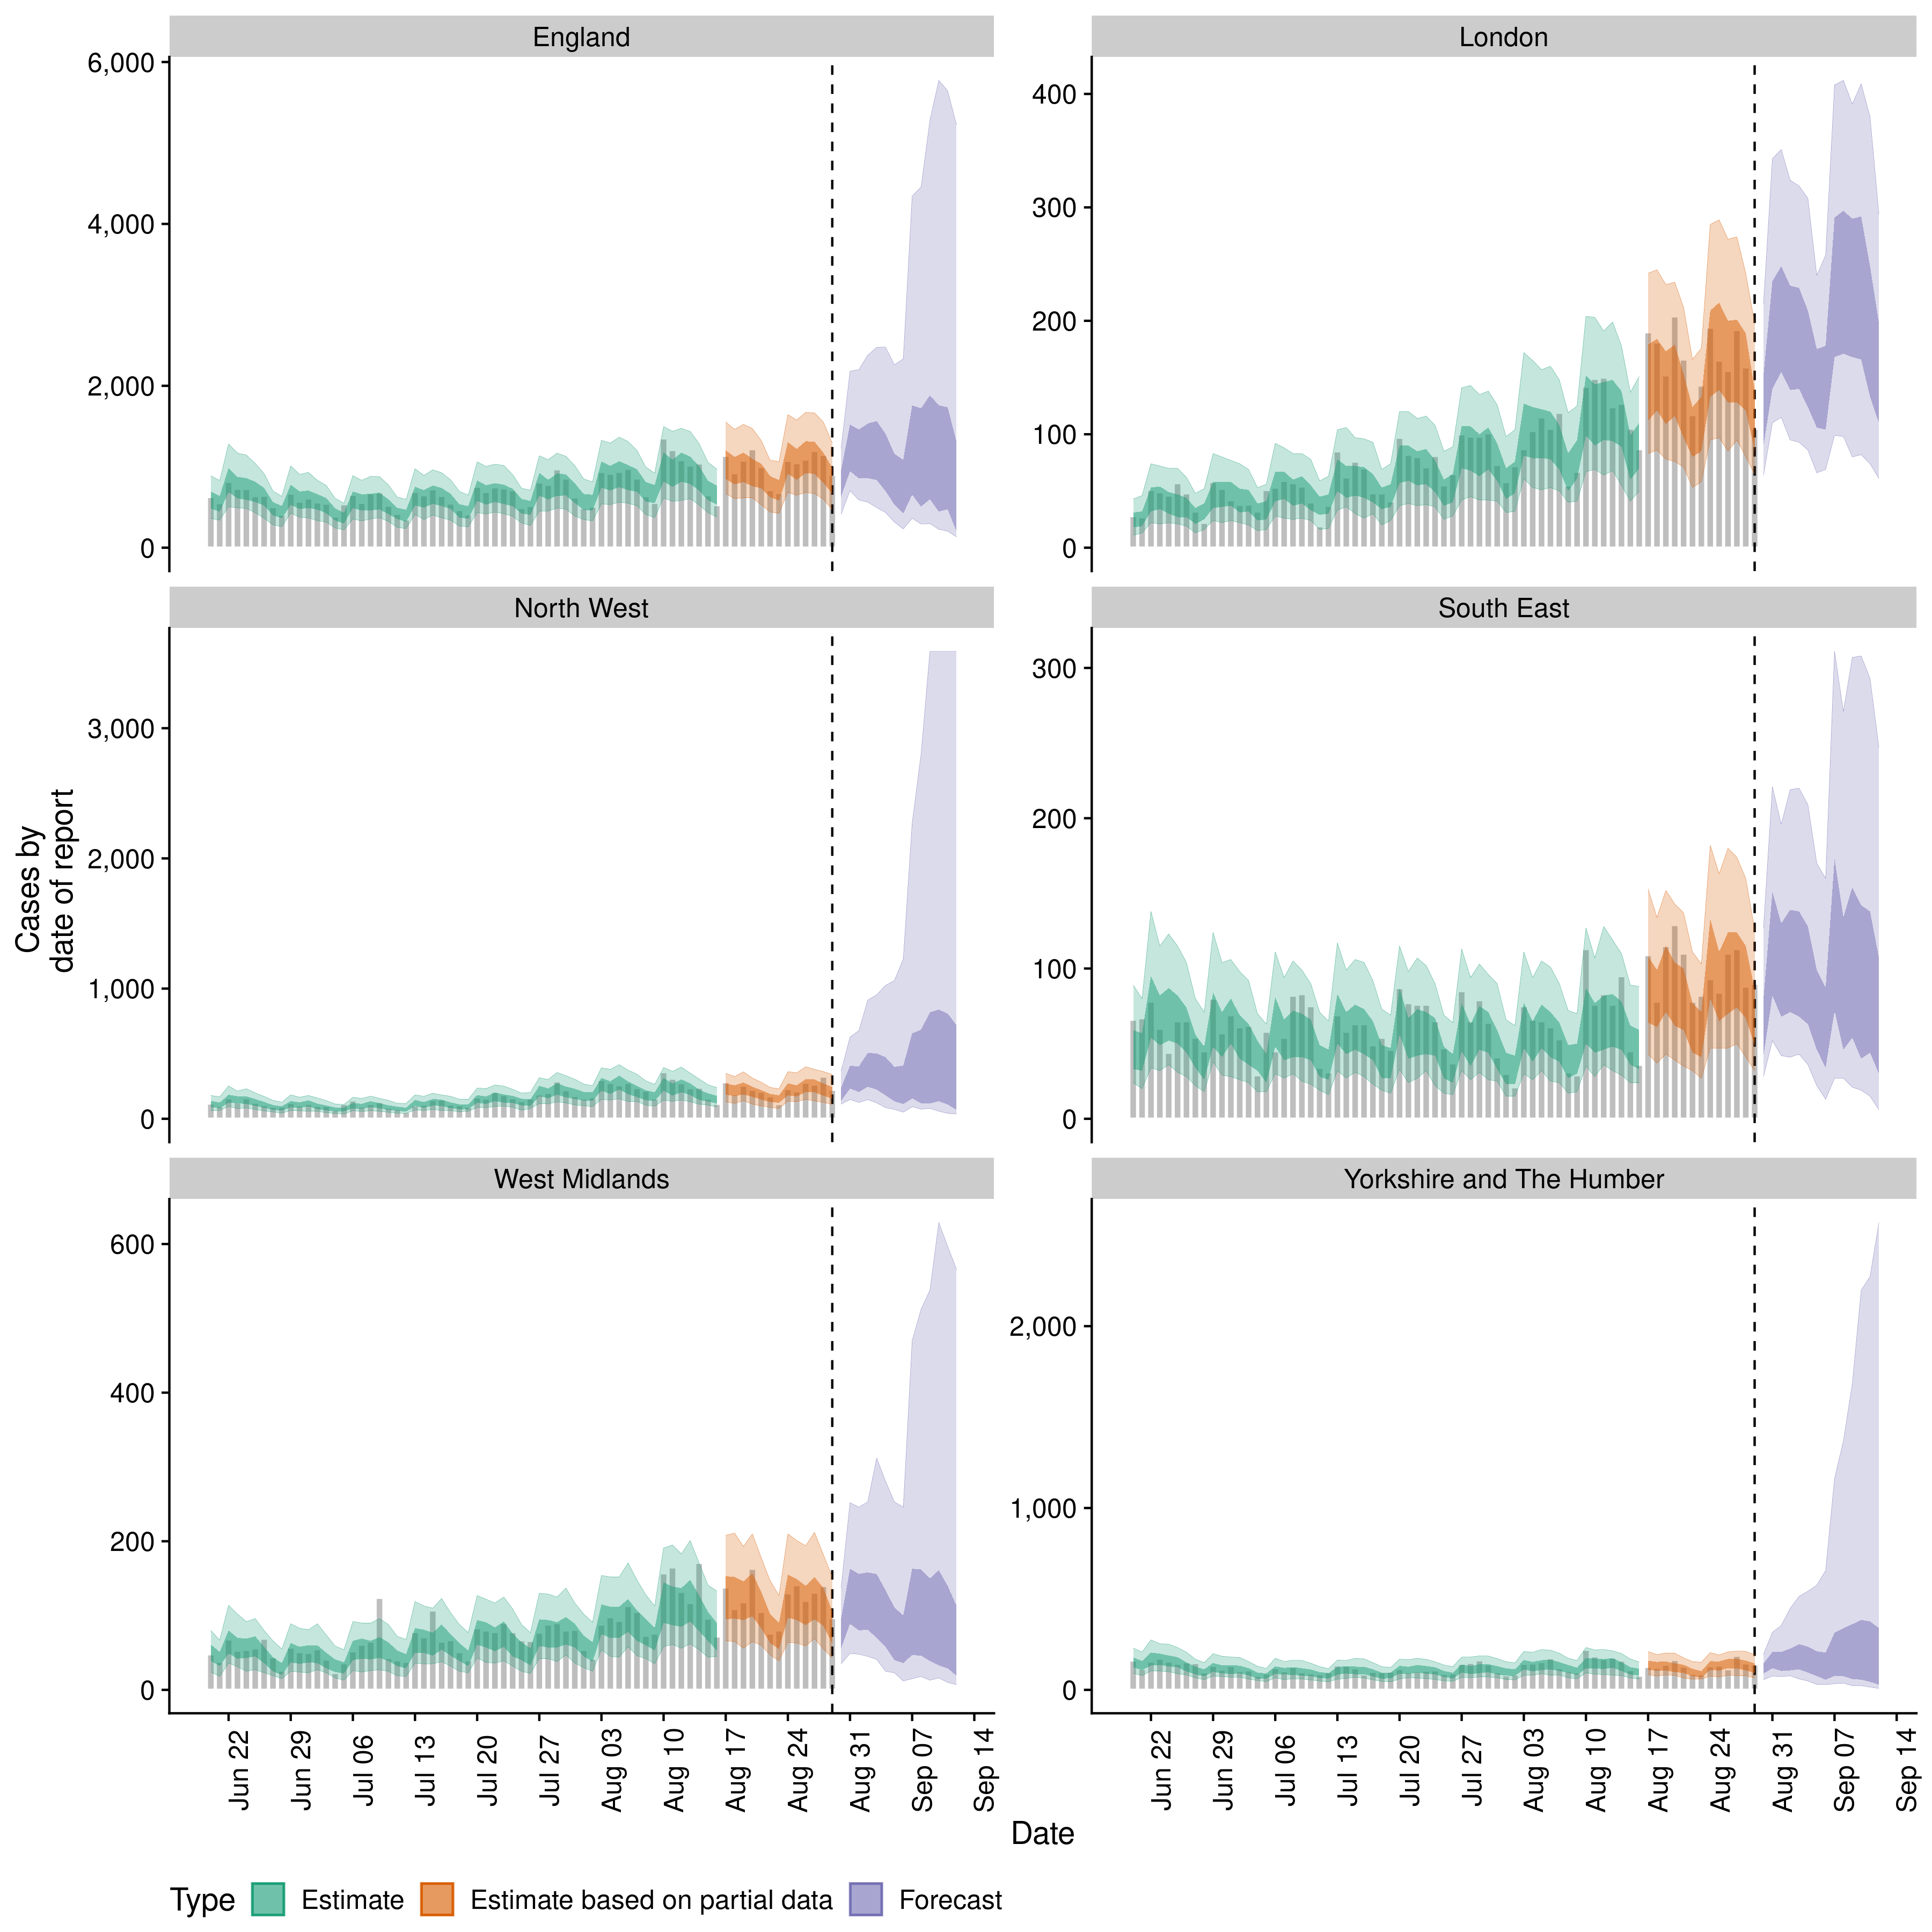 England
London
6,000
4,000
2,000
0
400
300
200
100
0
North West
South East
3,000
2,000
1,000
0
300
200
100
0
Cases by
date of report
West Midlands
Yorkshire and The Humber
600
400
200
0
2,000
1,000
0
Jun 22
Jun 29
Jul 06
Jul 13
Jul 20
Jul 27
Aug 03
Aug 10
Aug 17
Aug 24
Aug 31
Sep 07
Sep 14
Jun 22
Jun 29
Jul 06
Jul 13
Jul 20
Jul 27
Aug 03
Aug 10
Aug 17
Aug 24
Aug 31
Sep 07
Sep 14
Date
Type Estimate Estimate based on partial data Forecast